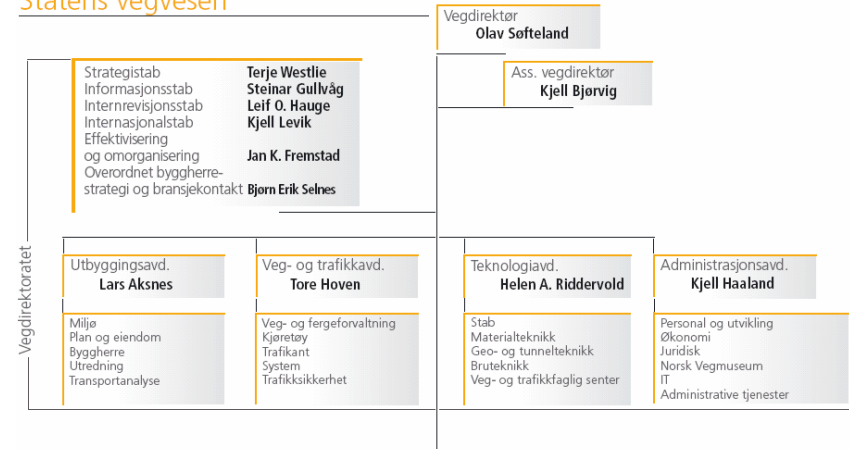 Statens vegvesen
Vegdirektør
Olav Søfteland
Ass. vegdirektør
Kjell Bjørvig
Strategistab Terje Westlie
Informasjonsstab Steinar Gullvåg
Internrevisjonsstab Leif O. Hauge
Internasjonalstab Kjell Levik
Effektivisering
og omorganisering Jan K. Fremstad
Overordnet byggherre-
strategi og bransjekontakt Bjørn Erik Selnes
Vegdirektoratet
Utbyggingsavd.
Lars Aksnes
Miljø
Plan og eiendom
Byggherre
Utredning
Transportanalyse
Veg- og trafikkavd.
Tore Hoven
Veg- og fergeforvaltning
Kjøretøy
Trafikant
System
Trafikksikkerhet
Teknologiavd.
Helen A. Riddervold
Stab
Materialteknikk
Geo- og tunnelteknikk
Bruteknikk
Veg- og trafikkfaglig senter
Administrasjonsavd.
Kjell Haaland
Personal og utvikling
Økonomi
Juridisk
Norsk Vegmuseum
IT
Administrative tjenester